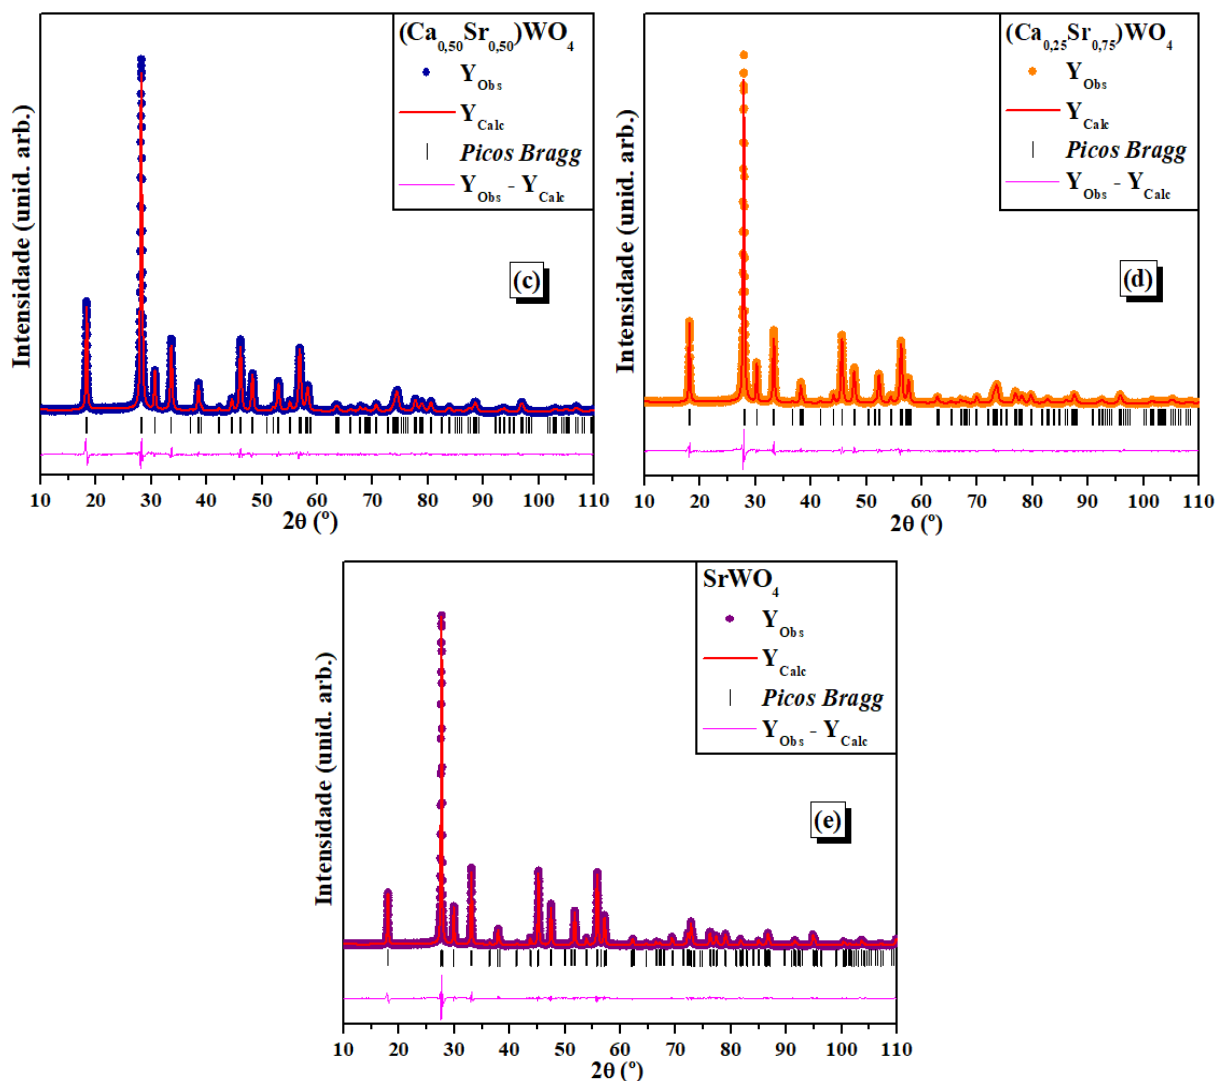 (Ca0,50Sr0,50)WO4
YObs
YCalc
Picos Bragg
YObs - YCalc
(c)
Intensidade (unid. arb.)
10 20 30 40 50 60 70 80 90 100 110
2θ (º)
(Ca0,25Sr0,75)WO4
YObs
YCalc
Picos Bragg
YObs - YCalc
(d)
Intensidade (unid. arb.)
10 20 30 40 50 60 70 80 90 100 110
2θ (º)
SrWO4
YObs
YCalc
Picos Bragg
YObs - YCalc
(e)
Intensidade (unid. arb.)
10 20 30 40 50 60 70 80 90 100 110
2θ (º)